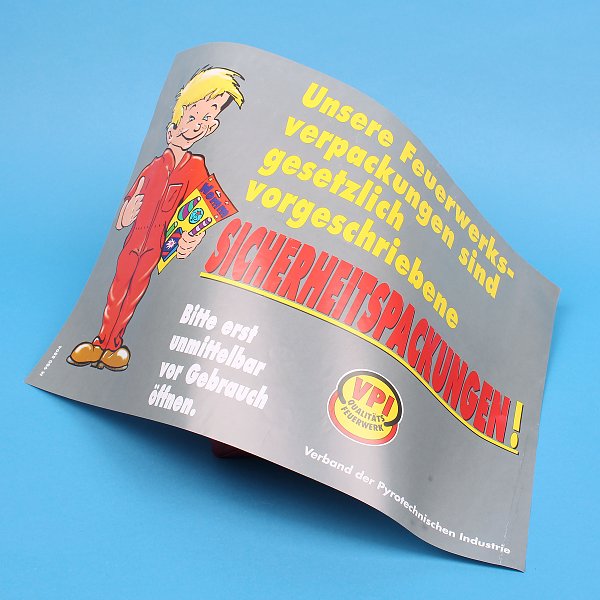 Unsere Feuerwerks-
verpackungen sind
gesetzlich
vorgeschriebene
SICHERHEITSPACKUNGEN!
Bitte erst
unmittelbar
vor Gebrauch
öffnen.
VPI
QUALITÄTS
FEUERWERK
Verband der Pyrotechnischen Industrie